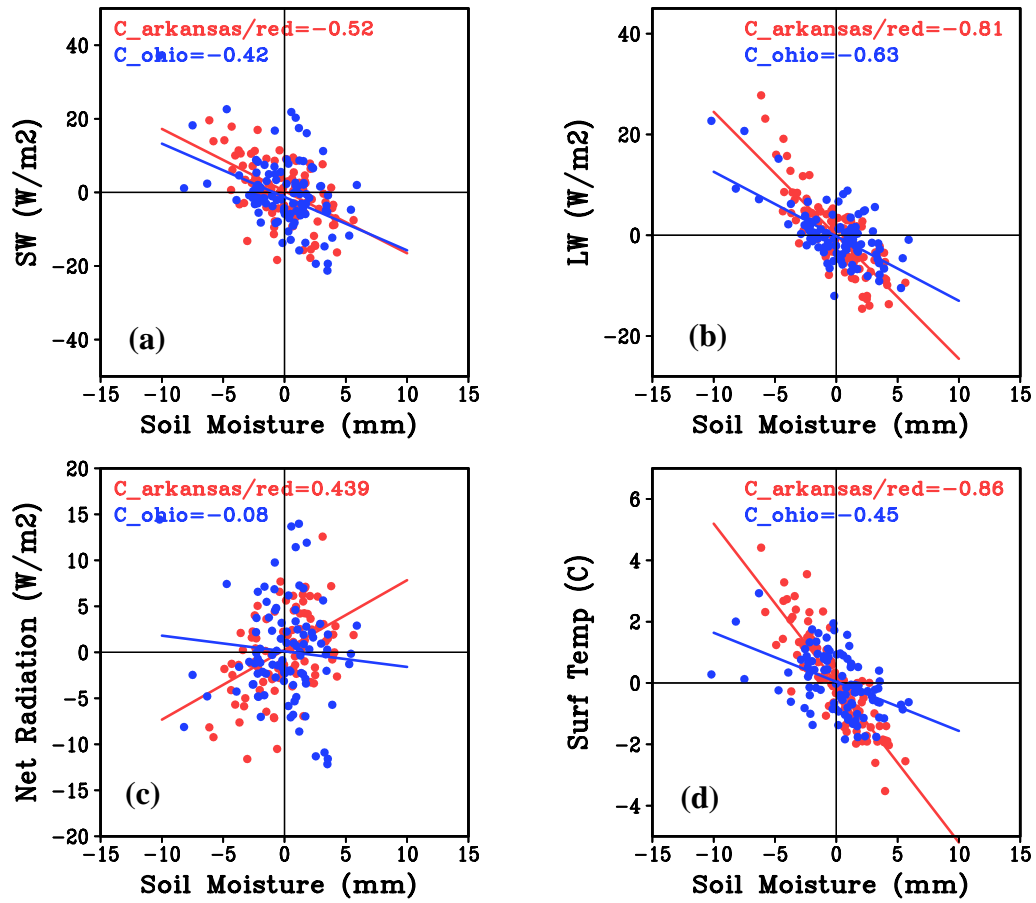 C_arkansas/red=−0.52
C_ohio=−0.42
SW (W/m2)
40
20
0
−20
−40
(a)
−15 −10 −5 0 5 10 15
Soil Moisture (mm)
C_arkansas/red=−0.81
C_ohio=−0.63
LW (W/m2)
40
20
0
−20
(b)
−15 −10 −5 0 5 10 15
Soil Moisture (mm)
C_arkansas/red=0.439
C_ohio=−0.08
Net Radiation (W/m2)
20
15
10
5
0
−5
−10
−15
−20
(c)
−15 −10 −5 0 5 10 15
Soil Moisture (mm)
C_arkansas/red=−0.86
C_ohio=−0.45
Surf Temp (C)
6
4
2
0
−2
−4
(d)
−15 −10 −5 0 5 10 15
Soil Moisture (mm)